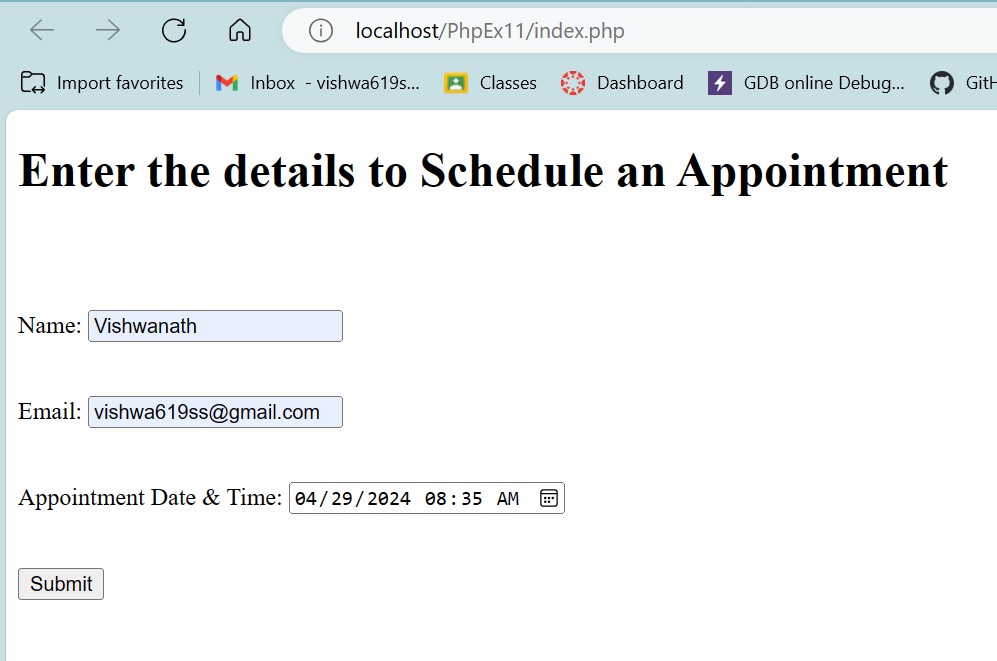 localhost/PhpEx11/index.php
Import favorites Inbox - vishwa619s... Classes Dashboard GDB online Debug... GitH
Enter the details to Schedule an Appointment
Name: Vishwanath
Email: vishwa619ss@gmail.com
Appointment Date & Time: 04/29/2024 08:35 AM
Submit